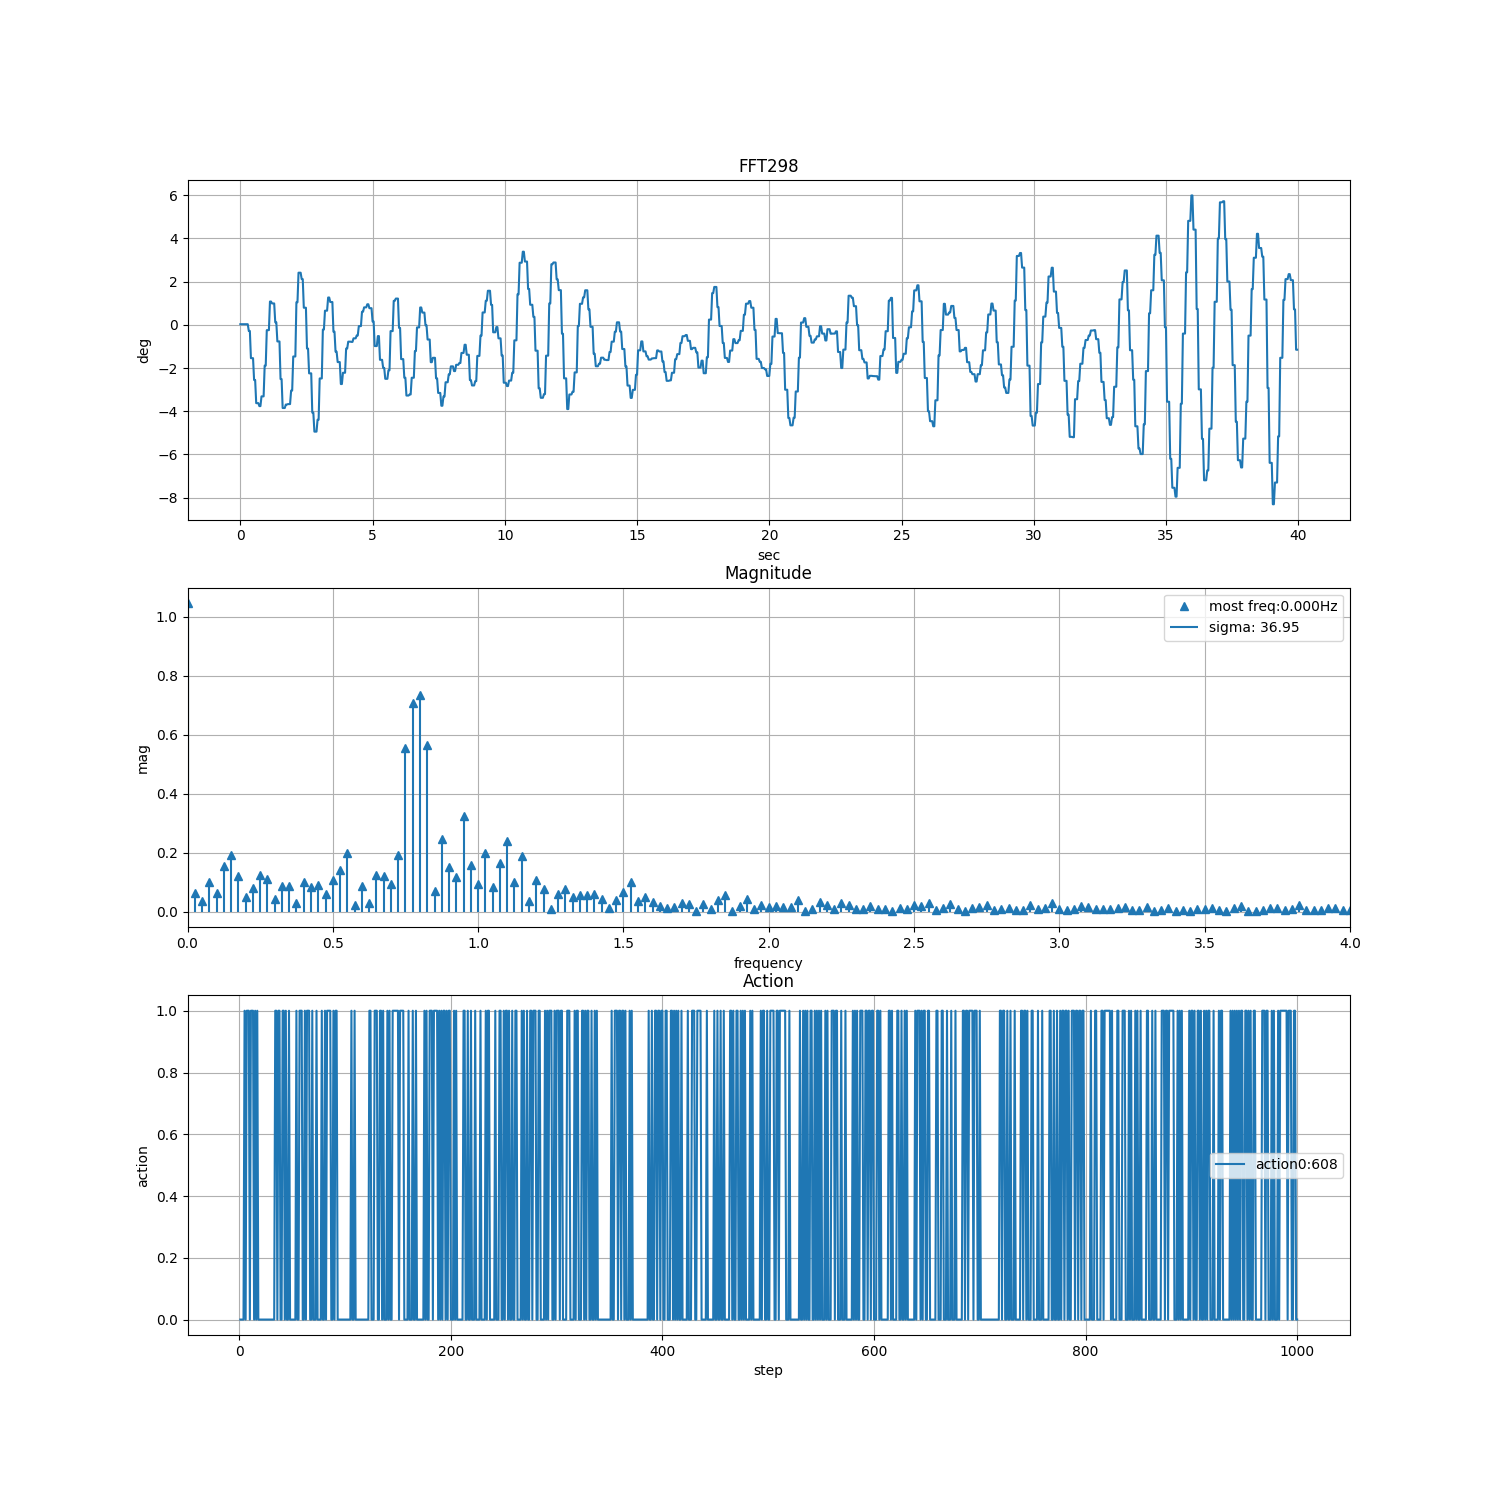 FFT298
6
4
2
0
−2
−4
−6
−8
deg
0 5 10 15 20 25 30 35 40
sec
Magnitude
most freq:0.000Hz
sigma: 36.95
1.0
0.8
0.6
0.4
0.2
0.0
mag
0.0 0.5 1.0 1.5 2.0 2.5 3.0 3.5 4.0
frequency
Action
1.0
0.8
0.6
0.4
0.2
0.0
action
action0:608
0 200 400 600 800 1000
step